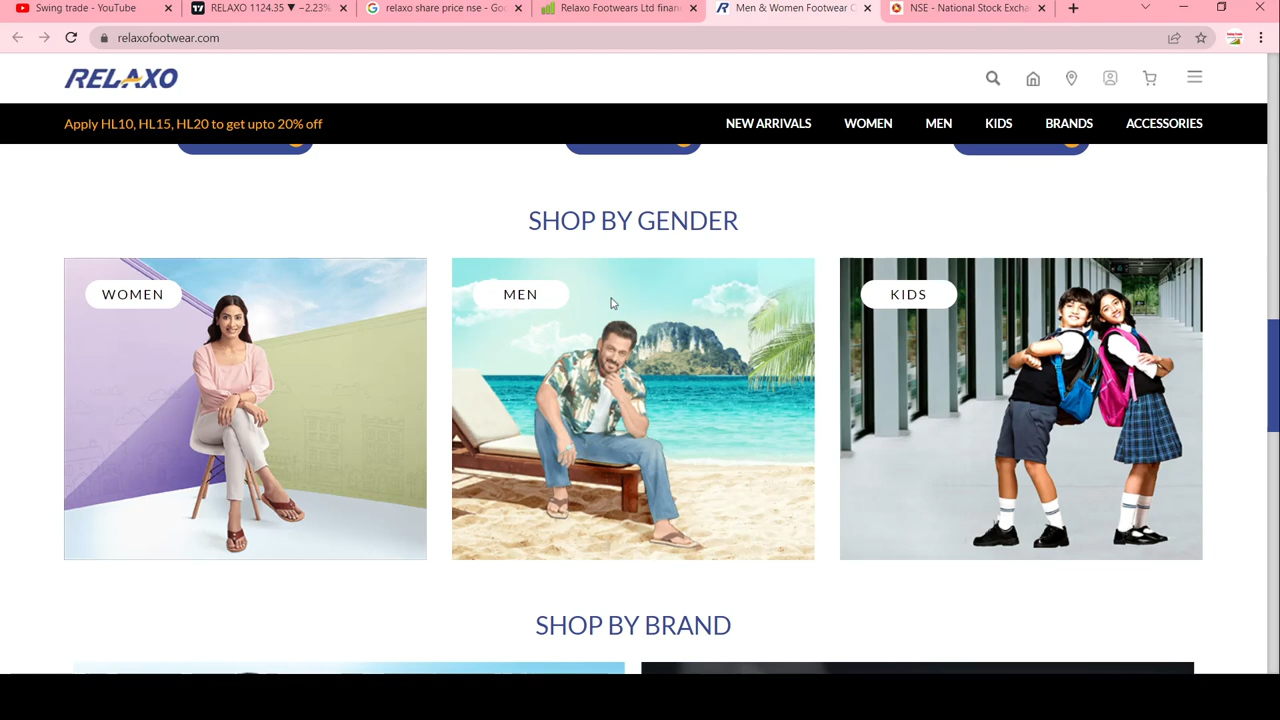 Swing trade - YouTube
RELAXO 1124.35 ▼ −2.23%
relaxo share price nse - Goo
Relaxo Footwears Ltd finan
Men & Women Footwear C
NSE - National Stock Excha
relaxofootwear.com
RELAXO
Apply HL10, HL15, HL20 to get upto 20% off
NEW ARRIVALS
WOMEN
MEN
KIDS
BRANDS
ACCESSORIES
SHOP BY GENDER
WOMEN
MEN
KIDS
SHOP BY BRAND